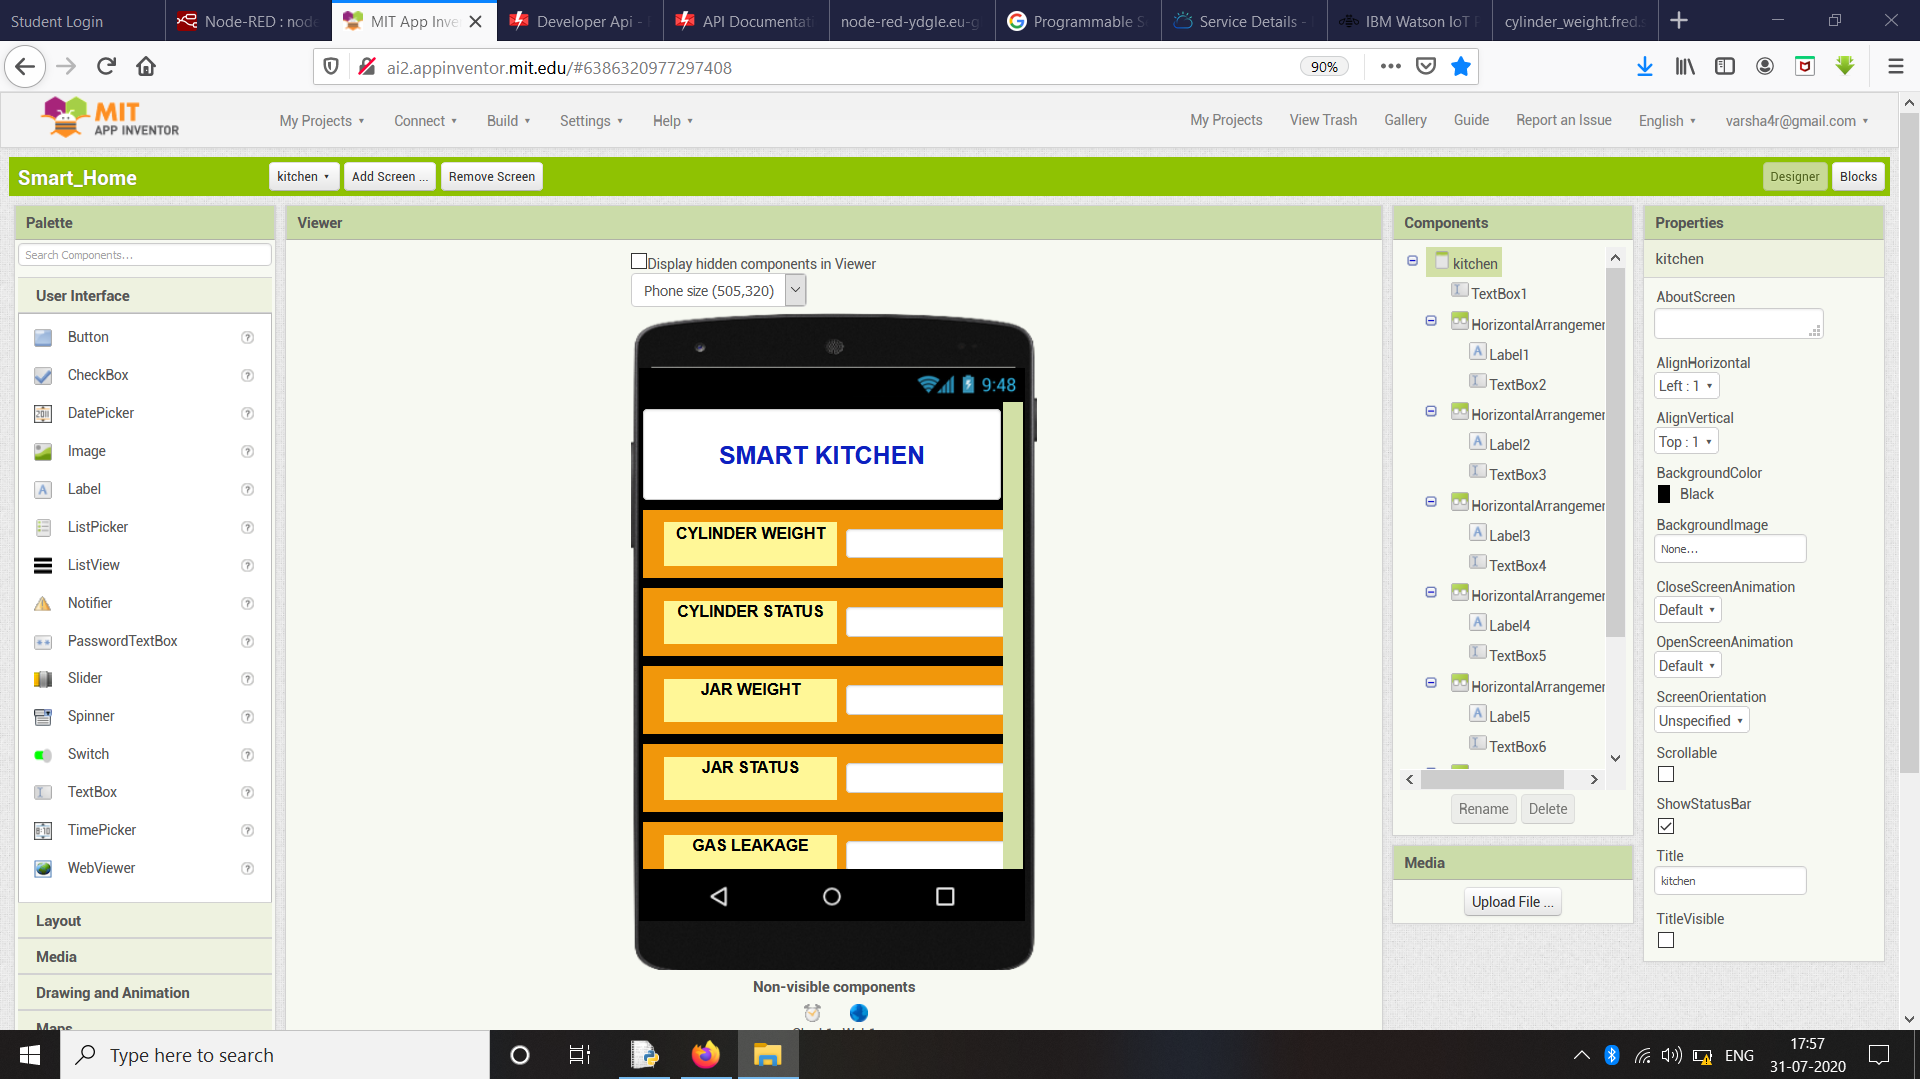 Student Login
Node-RED : node
MIT App Inve
Developer Api -
API Documentati
node-red-ydgle.eu-g
Programmable S
Service Details -
IBM Watson IoT P
cylinder_weight.fred.s
ai2.appinventor.mit.edu/#6386320977297408
90%
MIT
APP INVENTOR
My Projects
Connect
Build
Settings
Help
My Projects
View Trash
Gallery
Guide
Report an Issue
English
varsha4r@gmail.com
Smart_Home
kitchen
Add Screen ...
Remove Screen
Designer
Blocks
Palette
Search Components...
User Interface
Button
CheckBox
DatePicker
Image
Label
ListPicker
ListView
Notifier
PasswordTextBox
Slider
Spinner
Switch
TextBox
TimePicker
WebViewer
Layout
Media
Drawing and Animation
Maps
Viewer
Display hidden components in Viewer
Phone size (505,320)
9:48
SMART KITCHEN
CYLINDER WEIGHT
CYLINDER STATUS
JAR WEIGHT
JAR STATUS
GAS LEAKAGE
Non-visible components
Components
kitchen
TextBox1
HorizontalArrangemer
Label1
TextBox2
HorizontalArrangemer
Label2
TextBox3
HorizontalArrangemer
Label3
TextBox4
HorizontalArrangemer
Label4
TextBox5
HorizontalArrangemer
Label5
TextBox6
Rename
Delete
Media
Upload File ...
Properties
kitchen
AboutScreen
AlignHorizontal
Left : 1
AlignVertical
Top : 1
BackgroundColor
Black
BackgroundImage
None...
CloseScreenAnimation
Default
OpenScreenAnimation
Default
ScreenOrientation
Unspecified
Scrollable
ShowStatusBar
Title
kitchen
TitleVisible
Type here to search
ENG
17:57
31-07-2020